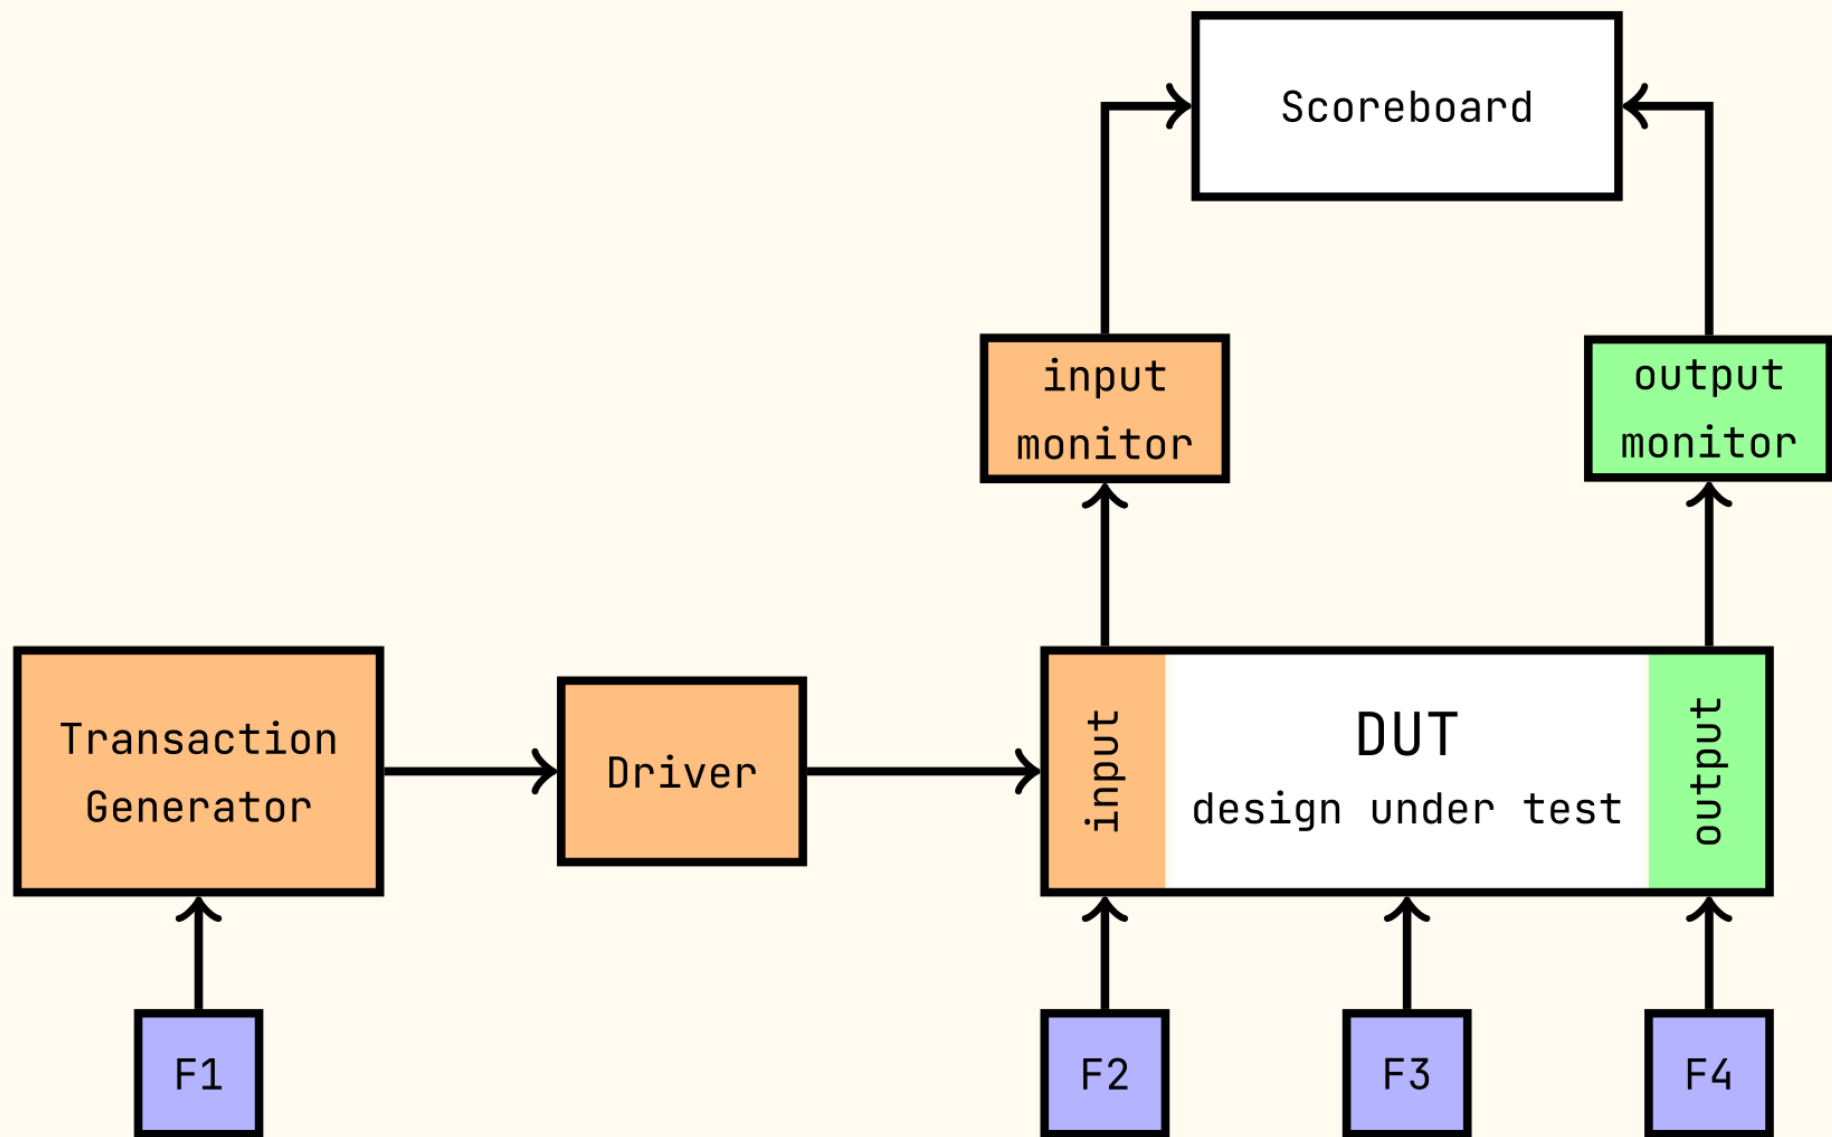 Scoreboard
input
monitor
output
monitor
Transaction
Generator
Driver
input
DUT
design under test
output
F1
F2
F3
F4